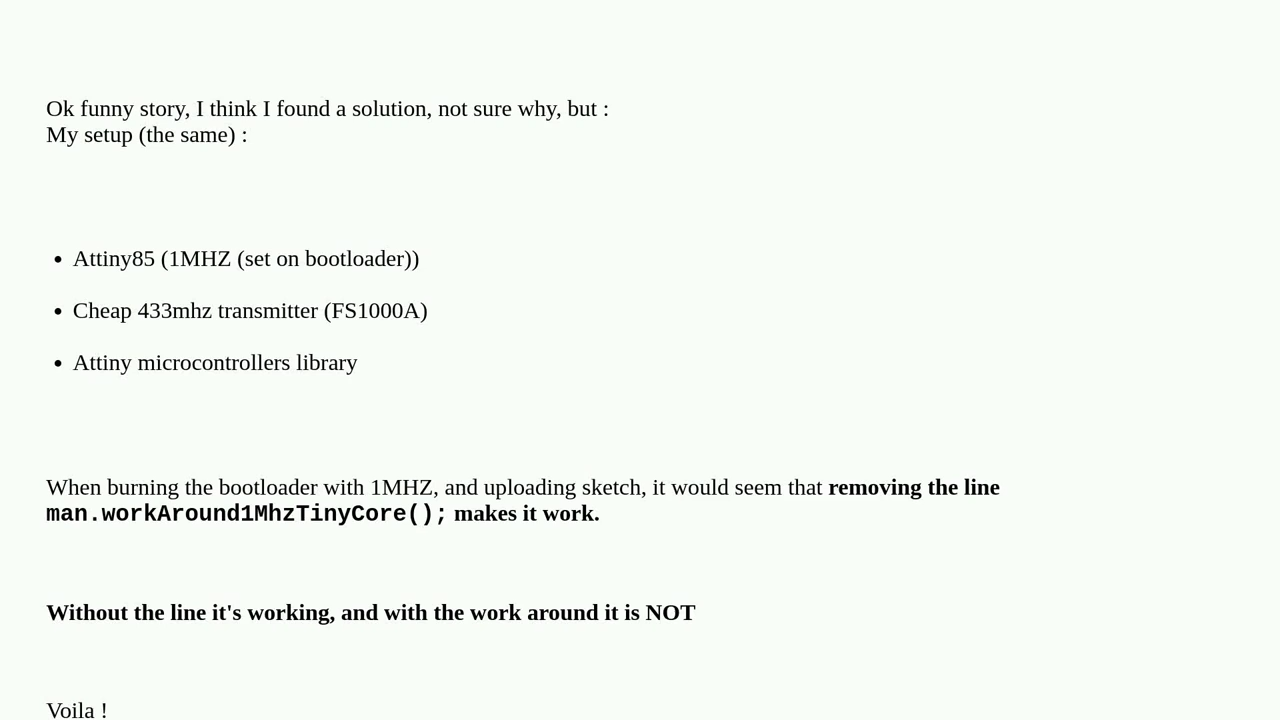 Ok funny story, I think I found a solution, not sure why, but :
My setup (the same) :
• Attiny85 (1MHZ (set on bootloader))
• Cheap 433mhz transmitter (FS1000A)
• Attiny microcontrollers library
When burning the bootloader with 1MHZ, and uploading sketch, it would seem that removing the line
man.workAround1MhzTinyCore(); makes it work.
Without the line it's working, and with the work around it is NOT
Voila !